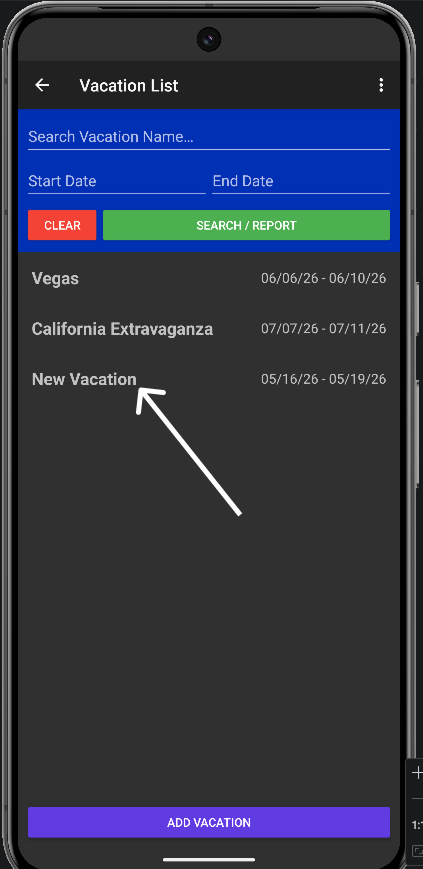 Vacation List
Search Vacation Name...
Start Date End Date
CLEAR SEARCH / REPORT
Vegas 06/06/26 - 06/10/26
California Extravaganza 07/07/26 - 07/11/26
New Vacation 05/16/26 - 05/19/26
ADD VACATION